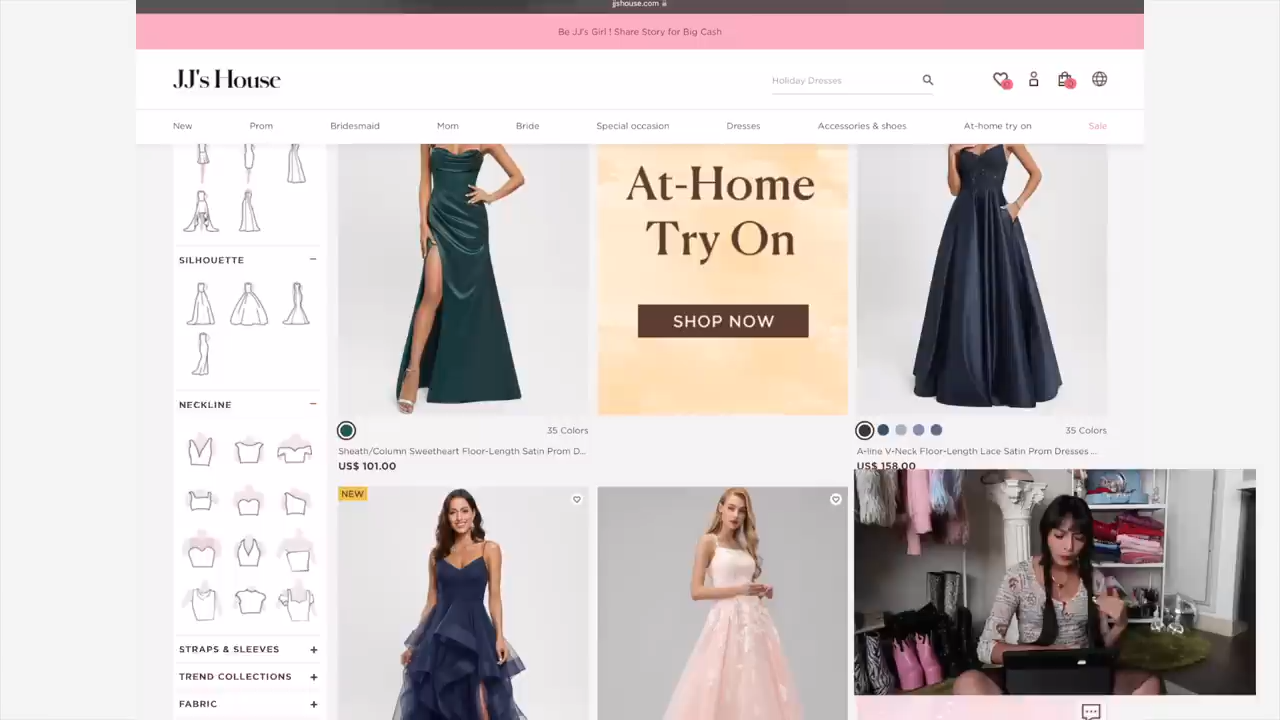 jjshouse.com
Be JJ's Girl ! Share Story for Big Cash
JJ's House
Holiday Dresses
New Prom Bridesmaid Mom Bride Special occasion Dresses Accessories & shoes At-home try on Sale
SILHOUETTE
NECKLINE
STRAPS & SLEEVES
TREND COLLECTIONS
FABRIC
At-Home
Try On
SHOP NOW
35 Colors
Sheath/Column Sweetheart Floor-Length Satin Prom D...
US$ 101.00
35 Colors
A-line V-Neck Floor-Length Lace Satin Prom Dresses ...
US$ 158.00
NEW